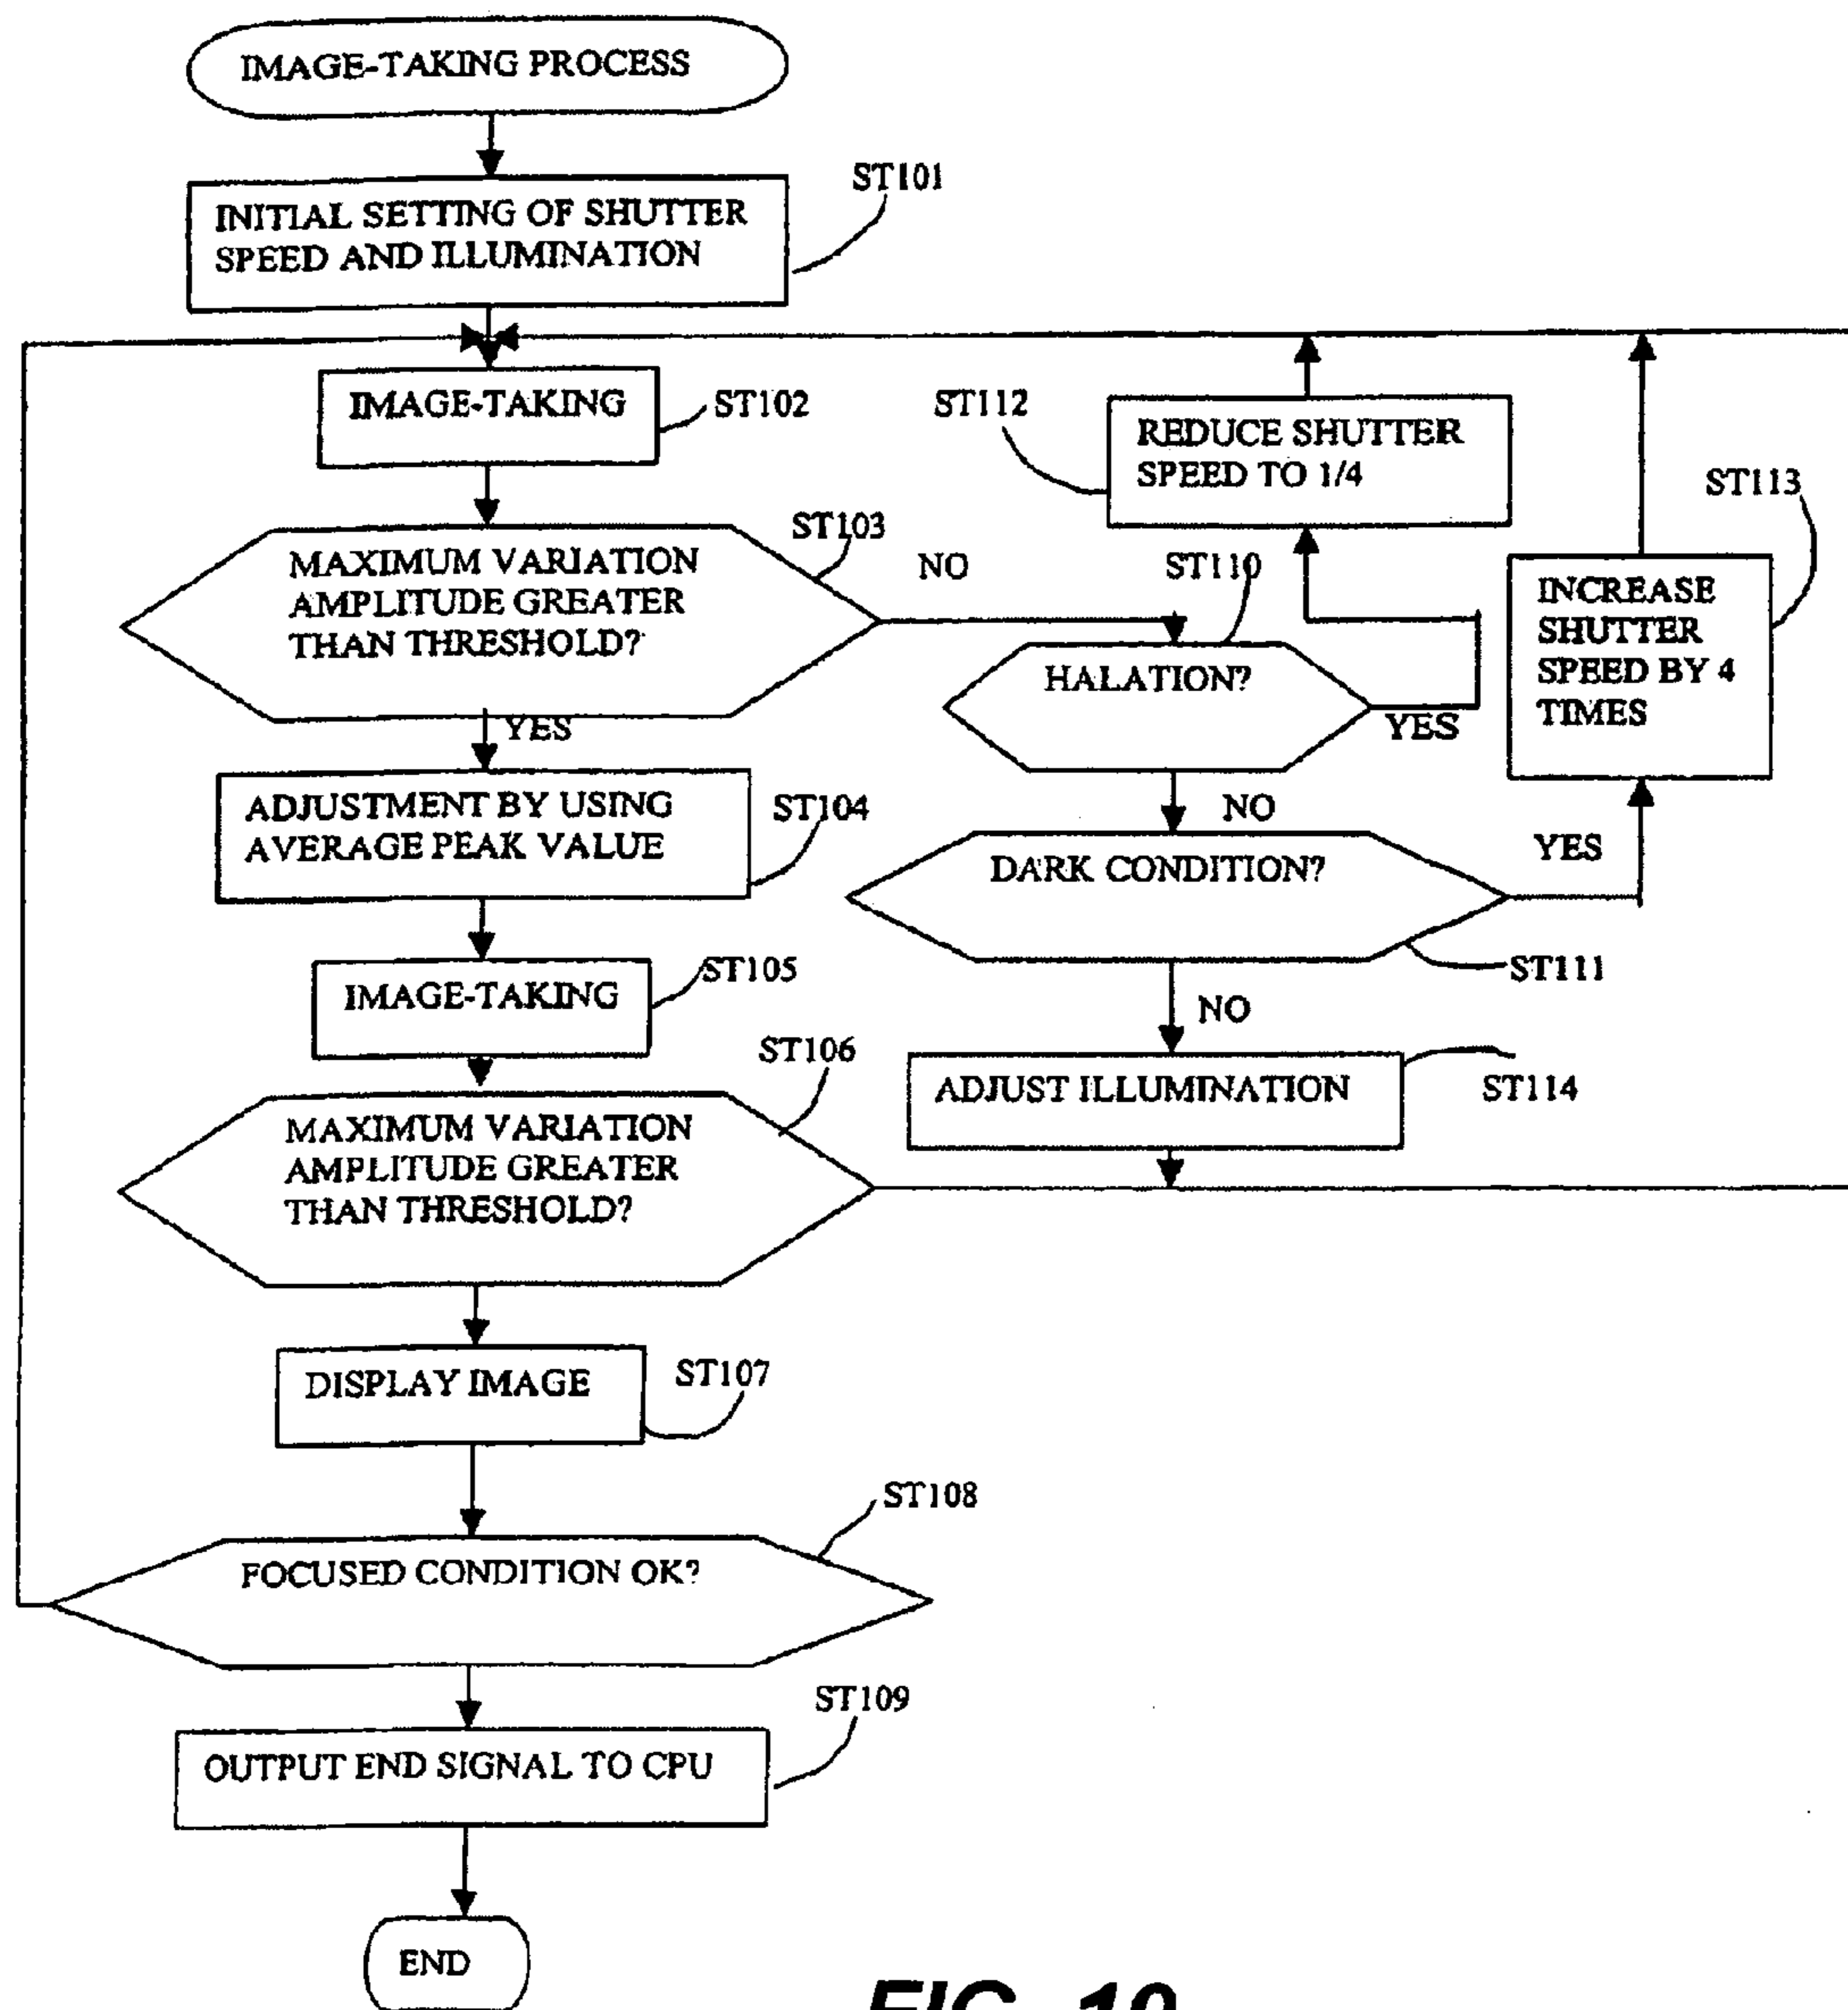 IMAGE-TAKING PROCESS
ST101
INITIAL SETTING OF SHUTTER
SPEED AND ILLUMINATION
IMAGE-TAKING
ST102
ST112
REDUCE SHUTTER
SPEED TO 1/4
ST113
INCREASE
SHUTTER
SPEED BY 4
TIMES
ST103
MAXIMUM VARIATION
AMPLITUDE GREATER
THAN THRESHOLD?
NO
ST110
HALATION?
YES
YES
NO
ADJUSTMENT BY USING
AVERAGE PEAK VALUE
ST104
DARK CONDITION?
YES
ST111
IMAGE-TAKING
ST105
NO
ST106
MAXIMUM VARIATION
AMPLITUDE GREATER
THAN THRESHOLD?
ADJUST ILLUMINATION
ST114
DISPLAY IMAGE
ST107
ST108
FOCUSED CONDITION OK?
ST109
OUTPUT END SIGNAL TO CPU
END
FIG. 10